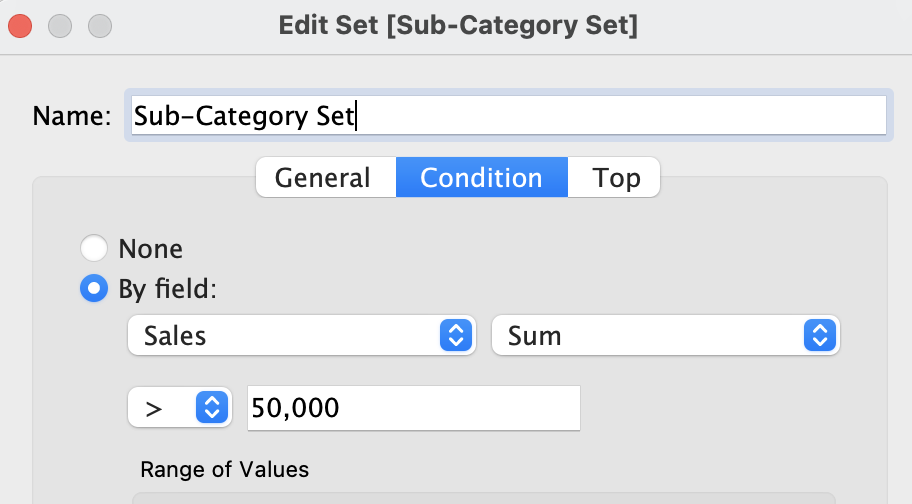 Edit Set [Sub-Category Set]
Name: Sub-Category Set
General Condition Top
None
By field:
Sales Sum
> 50,000
Range of Values